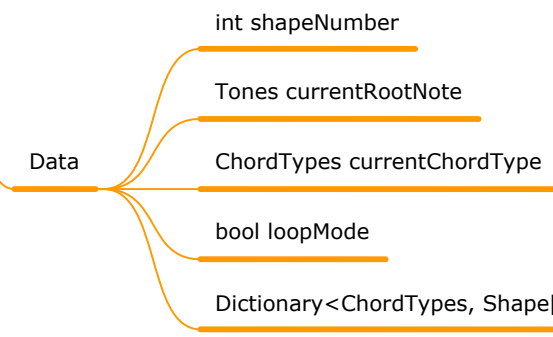 int shapeNumber
Tones currentRootNote
Data
ChordTypes currentChordType
bool loopMode
Dictionary<ChordTypes, Shape[